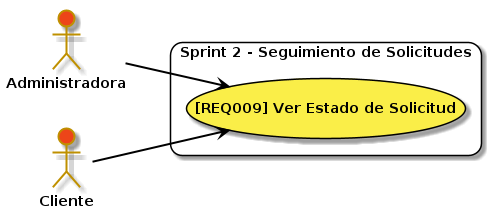 Sprint 2 - Seguimiento de Solicitudes
Administradora
[REQ009] Ver Estado de Solicitud
Cliente